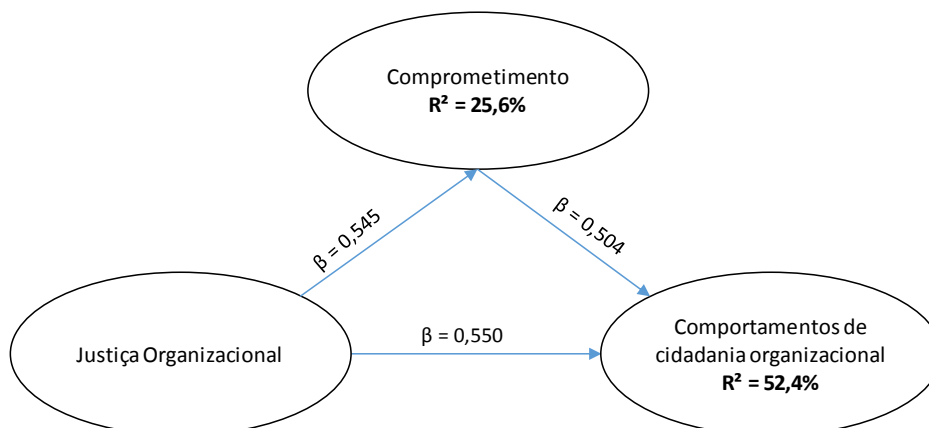 Comprometimento
R² = 25,6%
β = 0,545
β = 0,504
Justiça Organizacional
β = 0,550
Comportamentos de
cidadania organizacional
R² = 52,4%